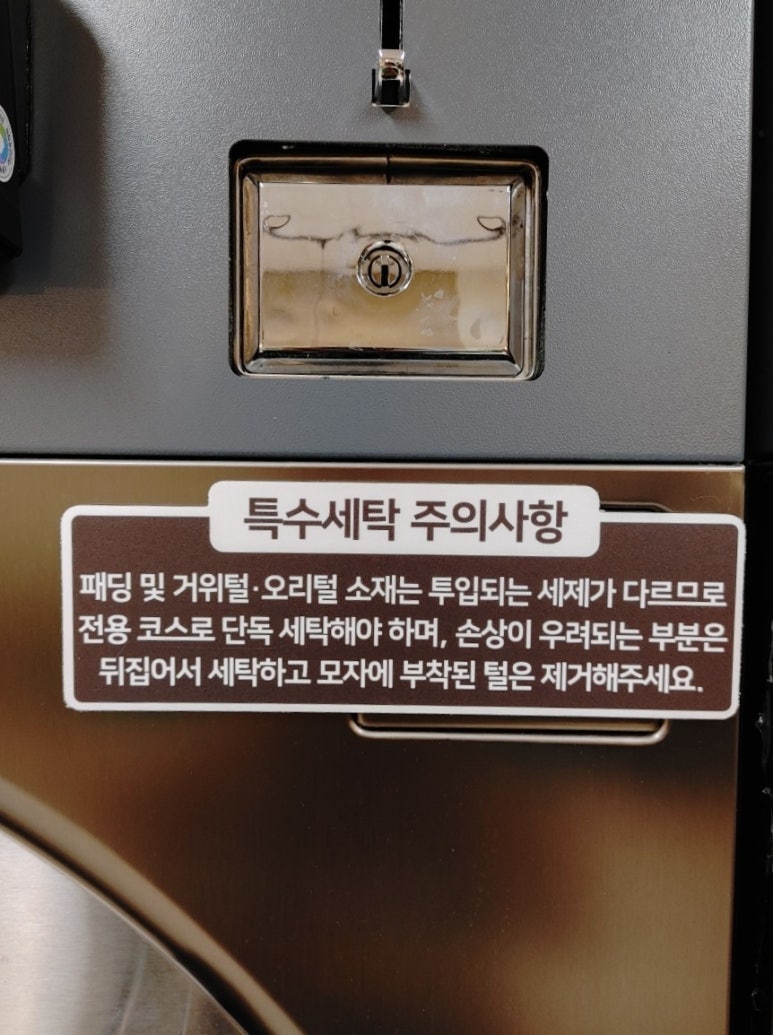 특수세탁 주의사항
패딩 및 거위털·오리털 소재는 투입되는 세제가 다르므로
전용 코스로 단독 세탁해야 하며, 손상이 우려되는 부분은
뒤집어서 세탁하고 모자에 부착된 털은 제거해주세요.